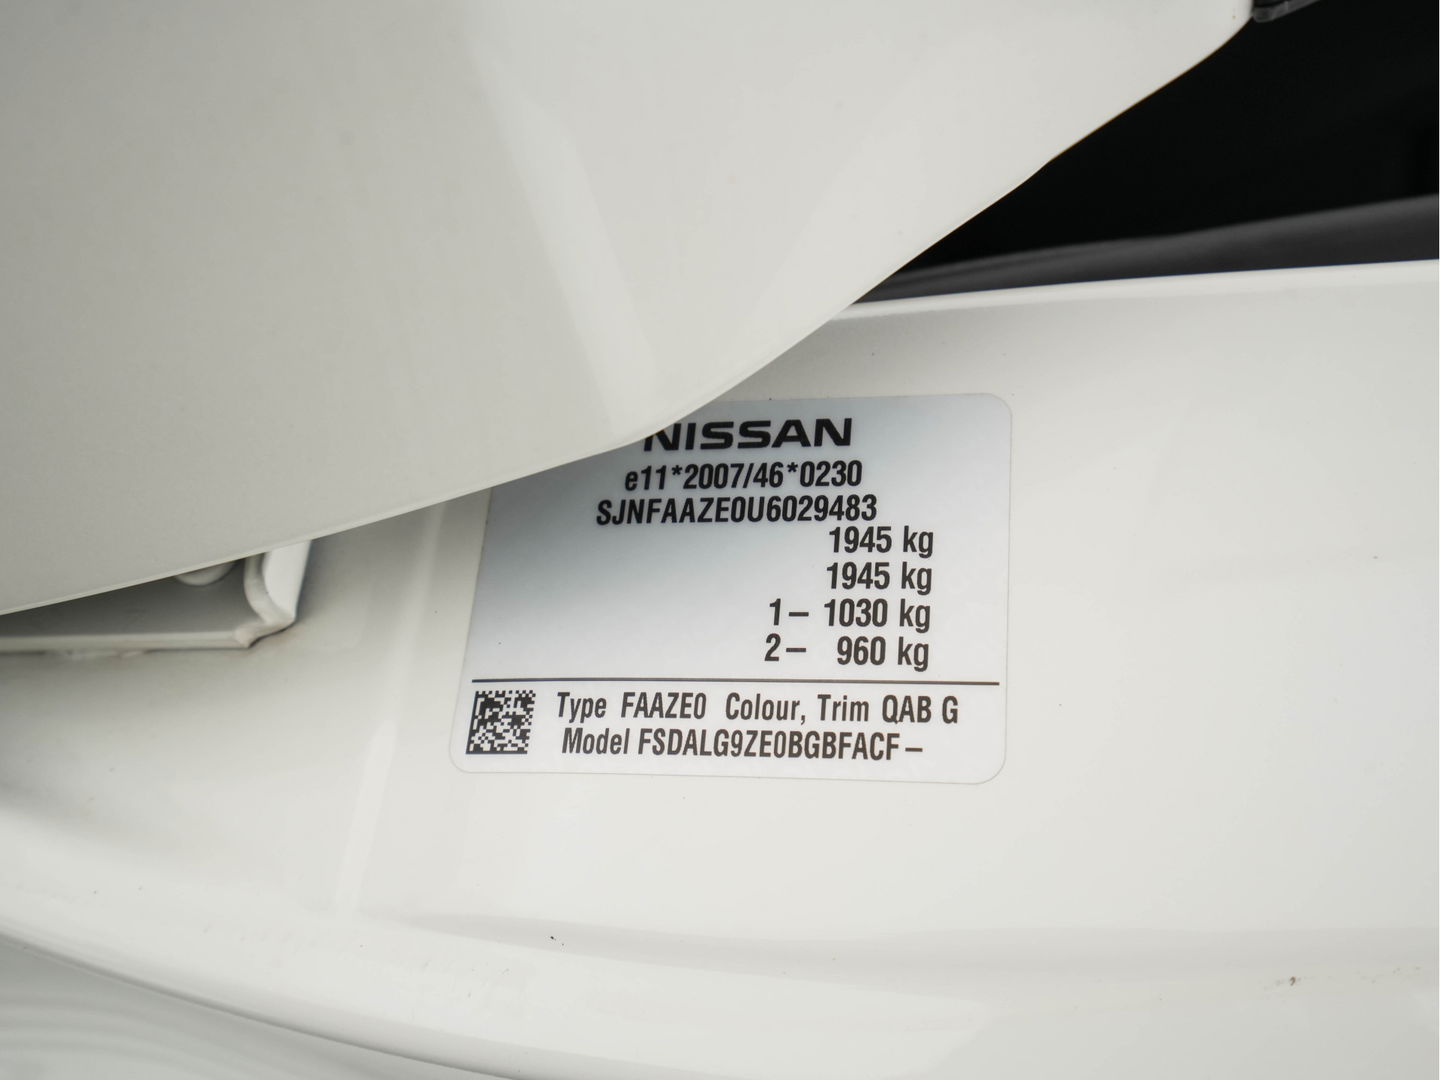 NISSAN
e11*2007/46*0230
SJNFAAZE0U6029483
1945 kg
1945 kg
1– 1030 kg
2– 960 kg
Type FAAZE0 Colour, Trim QAB G
Model FSDALG9ZE0BGBFACF –